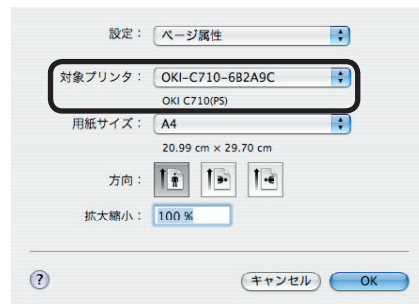 設定： ページ属性
対象プリンタ： OKI-C710-6B2A9C
OKI C710(PS)
用紙サイズ： A4
20.99 cm × 29.70 cm
方向：
拡大縮小： 100 %
? キャンセル OK